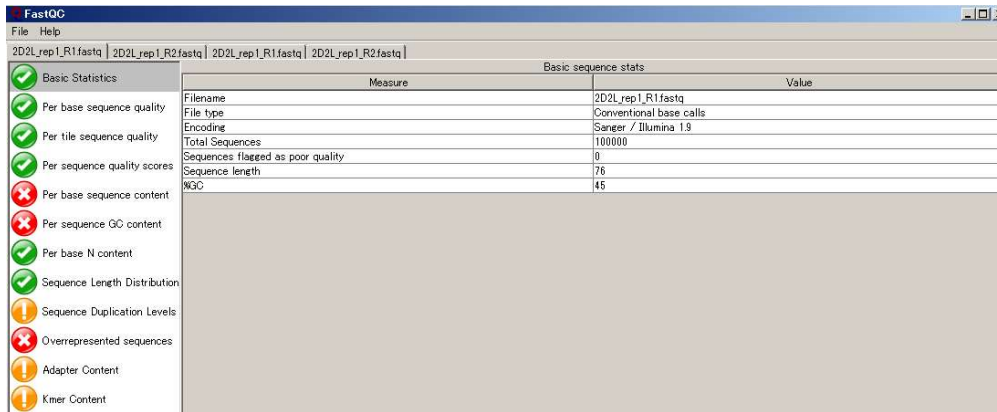 FastQC
File Help
2D2L_rep1_R1.fastq 2D2L_rep1_R2.fastq 2D2L_rep1_R1.fastq 2D2L_rep1_R2.fastq
Basic Statistics
Per base sequence quality
Per tile sequence quality
Per sequence quality scores
Per base sequence content
Per sequence GC content
Per base N content
Sequence Length Distribution
Sequence Duplication Levels
Overrepresented sequences
Adapter Content
Kmer Content
Basic sequence stats
Measure Value
Filename 2D2L_rep1_R1.fastq
File type Conventional base calls
Encoding Sanger / Illumina 1.9
Total Sequences 100000
Sequences flagged as poor quality 0
Sequence length 76
%GC 45